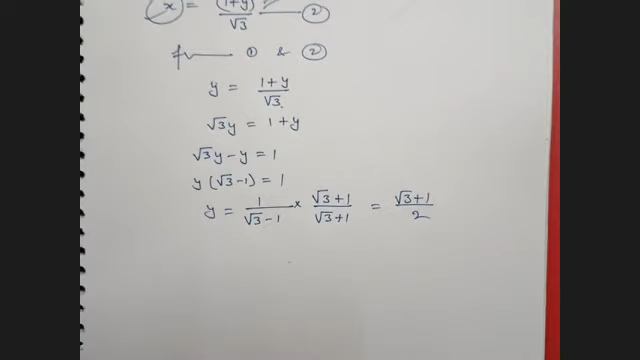 x = (1+y)/√3 —— ②
① & ②
y = (1+y)/√3
√3y = 1+y
√3y − y = 1
y(√3−1) = 1
y = 1/(√3−1) × (√3+1)/(√3+1) = (√3+1)/2